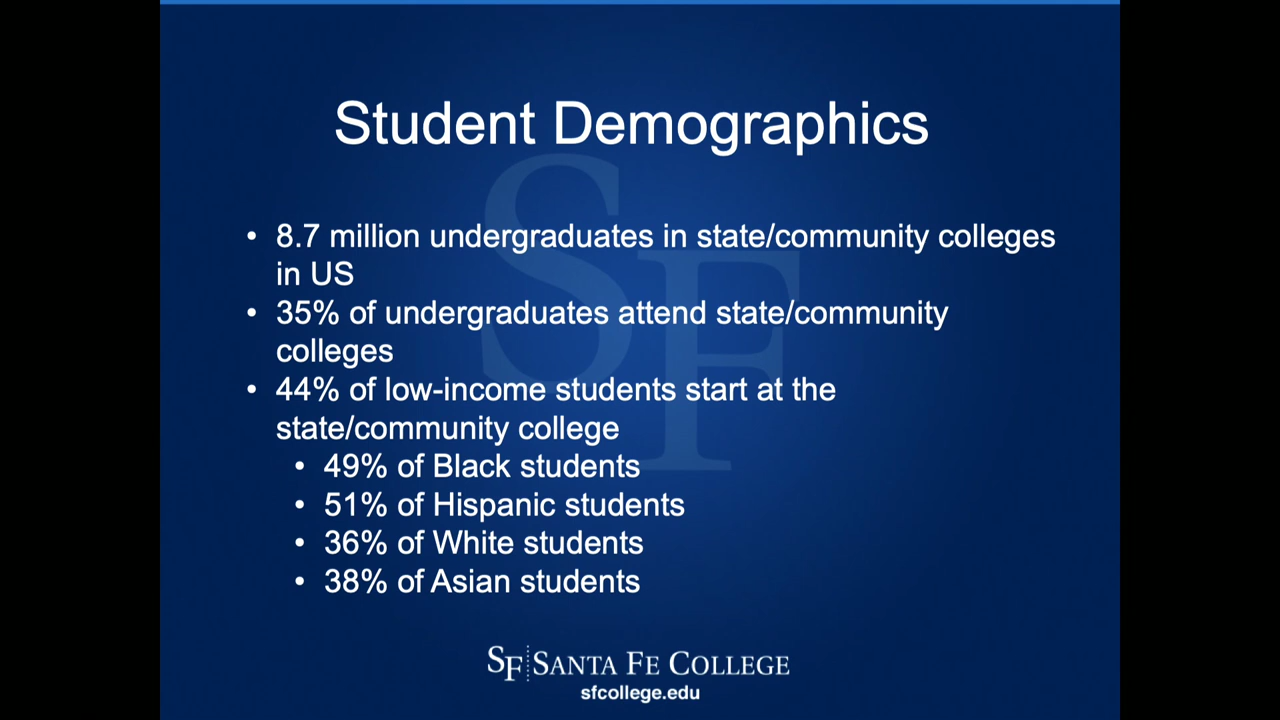 Student Demographics
• 8.7 million undergraduates in state/community colleges
in US
• 35% of undergraduates attend state/community
colleges
• 44% of low-income students start at the
state/community college
• 49% of Black students
• 51% of Hispanic students
• 36% of White students
• 38% of Asian students
SF
SF SANTA FE COLLEGE
sfcollege.edu